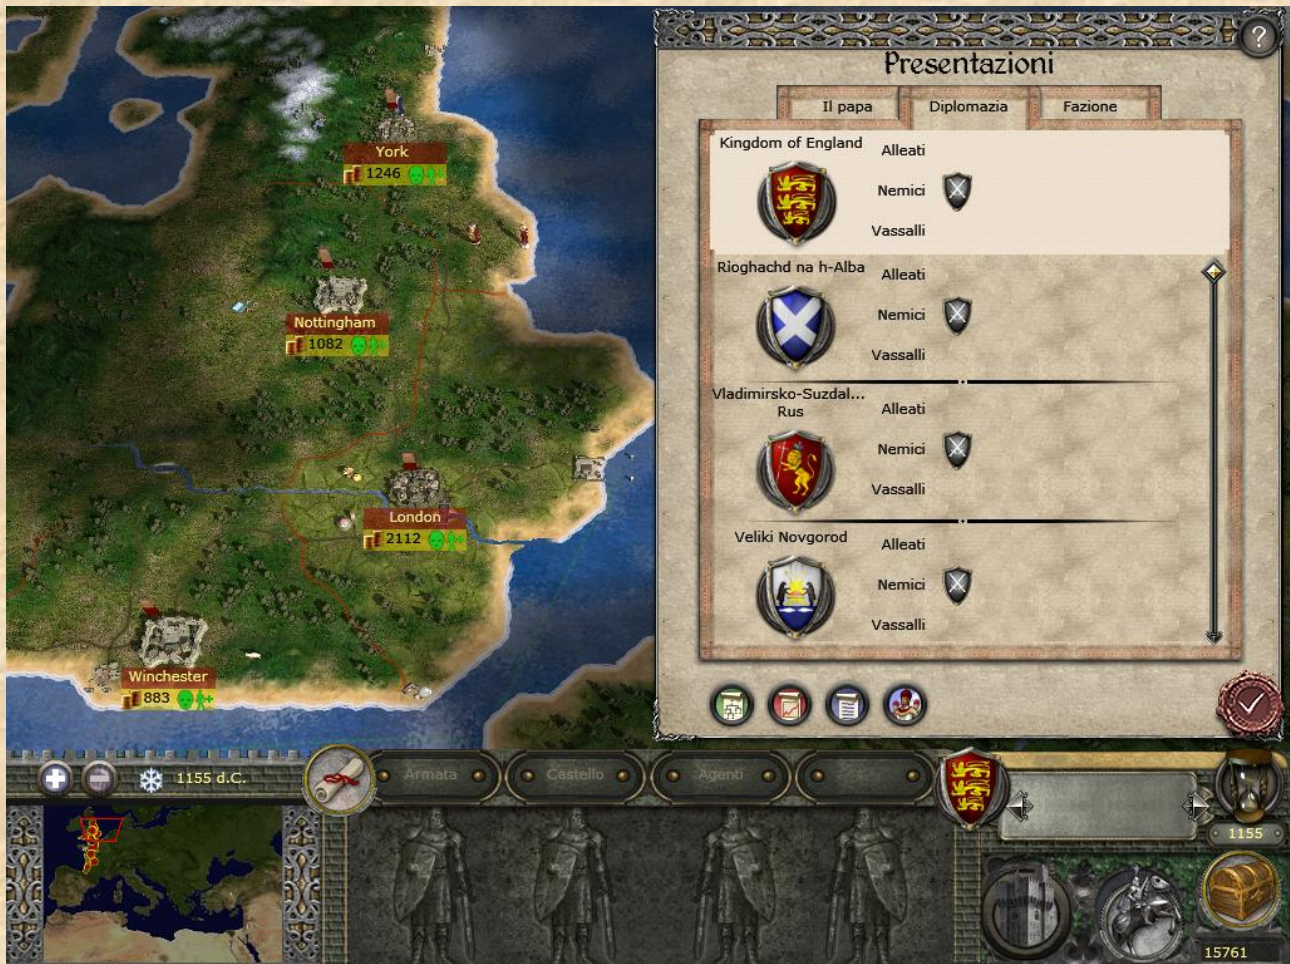 York
1246
Nottingham
1082
London
2112
Winchester
883
?
Presentazioni
Il papa
Diplomazia
Fazione
Kingdom of England
Alleati
Nemici
Vassalli
Rìoghachd na h-Alba
Alleati
Nemici
Vassalli
Vladimirsko-Suzdal...
Rus
Alleati
Nemici
Vassalli
Veliki Novgorod
Alleati
Nemici
Vassalli
1155 d.C.
Armata
Castello
Agenti
1155
15761